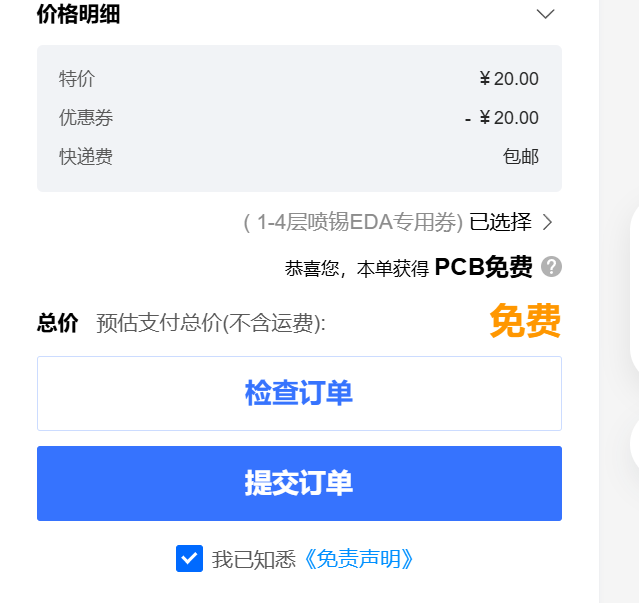 价格明细
特价 ￥20.00
优惠券 - ￥20.00
快递费 包邮
( 1-4层喷锡EDA专用券) 已选择
恭喜您，本单获得 PCB免费 ?
总价 预估支付总价(不含运费): 免费
检查订单
提交订单
我已知悉《免责声明》